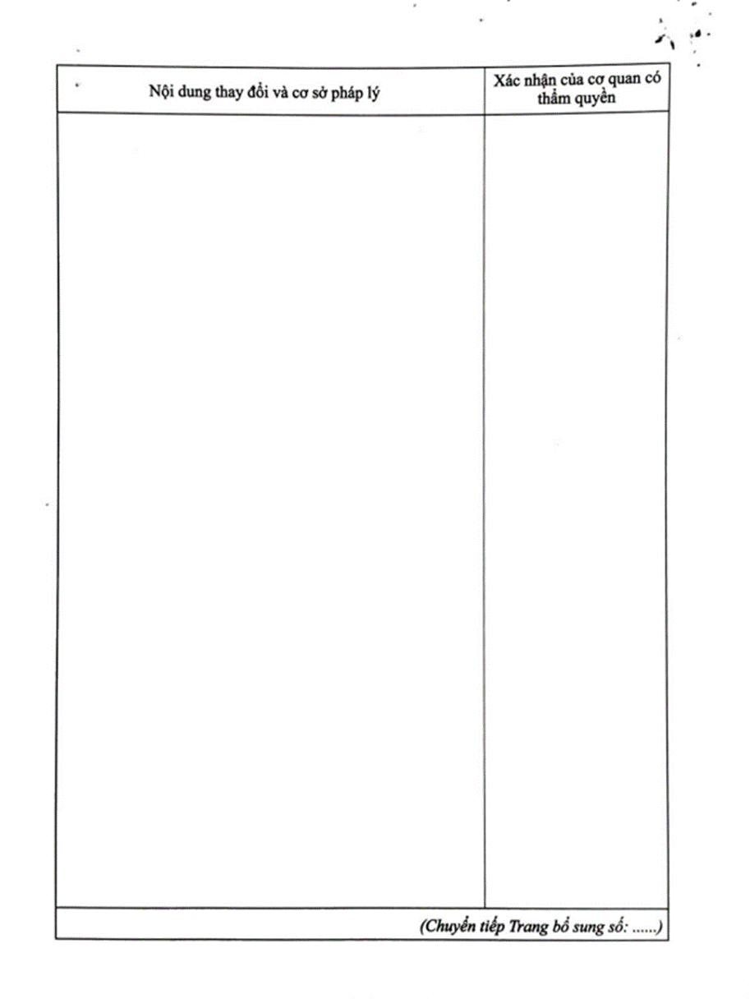 Nội dung thay đổi và cơ sở pháp lý
Xác nhận của cơ quan có
thẩm quyền
(Chuyển tiếp Trang bổ sung số: ......)